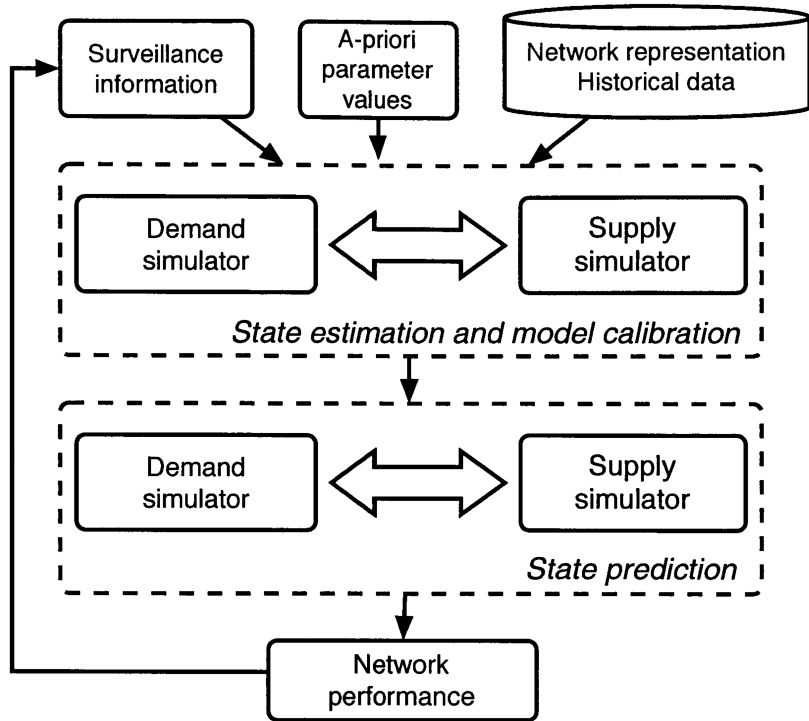 Surveillance
information
A-priori
parameter
values
Network representation
Historical data
Demand
simulator
Supply
simulator
State estimation and model calibration
Demand
simulator
Supply
simulator
State prediction
Network
performance